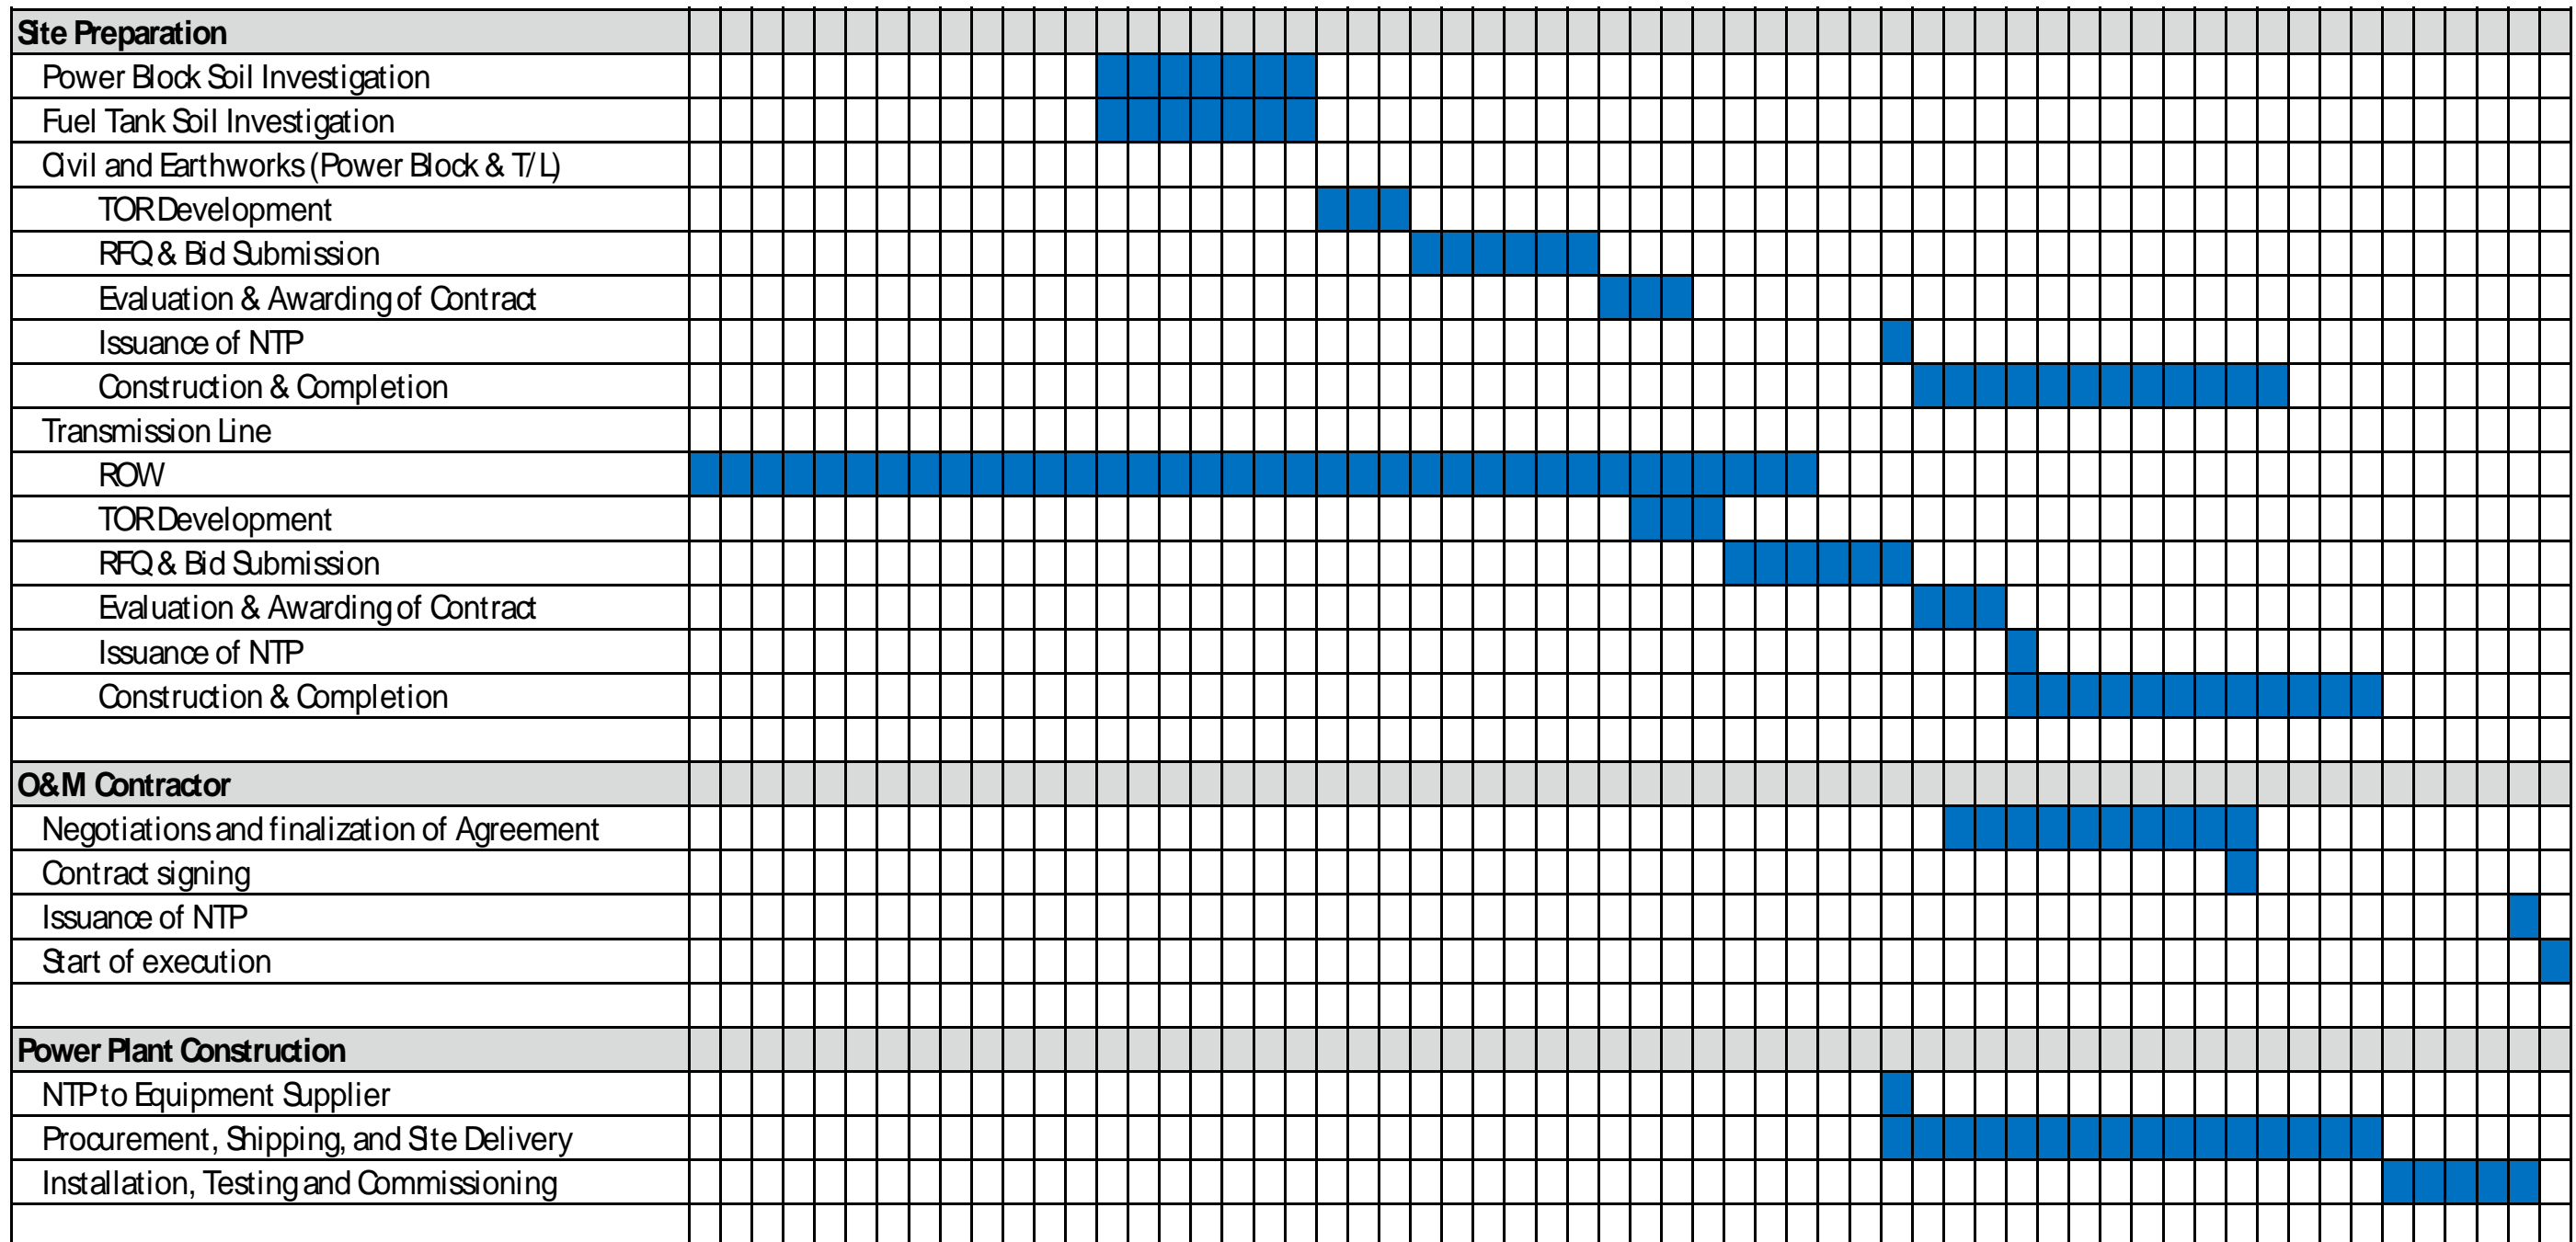 Site Preparation
Power Block Soil Investigation
Fuel Tank Soil Investigation
Civil and Earthworks (Power Block & T/L)
TOR Development
RFQ & Bid Submission
Evaluation & Awarding of Contract
Issuance of NTP
Construction & Completion
Transmission Line
ROW
TOR Development
RFQ & Bid Submission
Evaluation & Awarding of Contract
Issuance of NTP
Construction & Completion
O&M Contractor
Negotiations and finalization of Agreement
Contract signing
Issuance of NTP
Start of execution
Power Plant Construction
NTP to Equipment Supplier
Procurement, Shipping, and Site Delivery
Installation, Testing and Commissioning